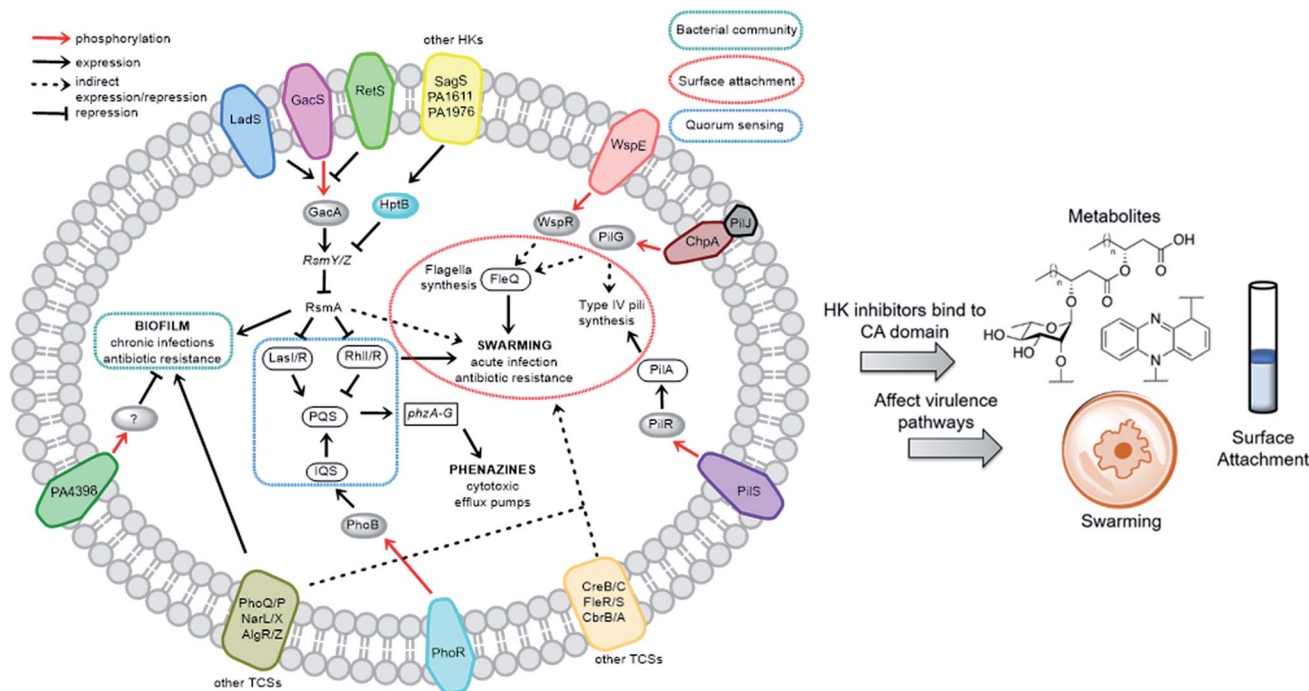 phosphorylation
expression
indirect
expression/repression
repression
other HKs
Bacterial community
Surface attachment
Quorum sensing
LadS
GacS
RetS
SagS
PA1611
PA1976
WspE
GacA
HptB
WspR
PilG
ChpA
PilJ
RsmY/Z
RsmA
Flagella
synthesis
FleQ
Type IV pili
synthesis
BIOFILM
chronic infections
antibiotic resistance
LasI/R
RhlI/R
SWARMING
acute infection
antibiotic resistance
PilA
?
PQS
phzA-G
PilR
IQS
PHENAZINES
cytotoxic
efflux pumps
PA4398
PilS
PhoB
PhoQ/P
NarL/X
AlgR/Z
other TCSs
PhoR
CreB/C
FleR/S
CbrB/A
other TCSs
HK inhibitors bind to
CA domain
Affect virulence
pathways
Metabolites
n
O
O
OH
n
O
O
O
HO
HO
O
N
N
Swarming
Surface
Attachment